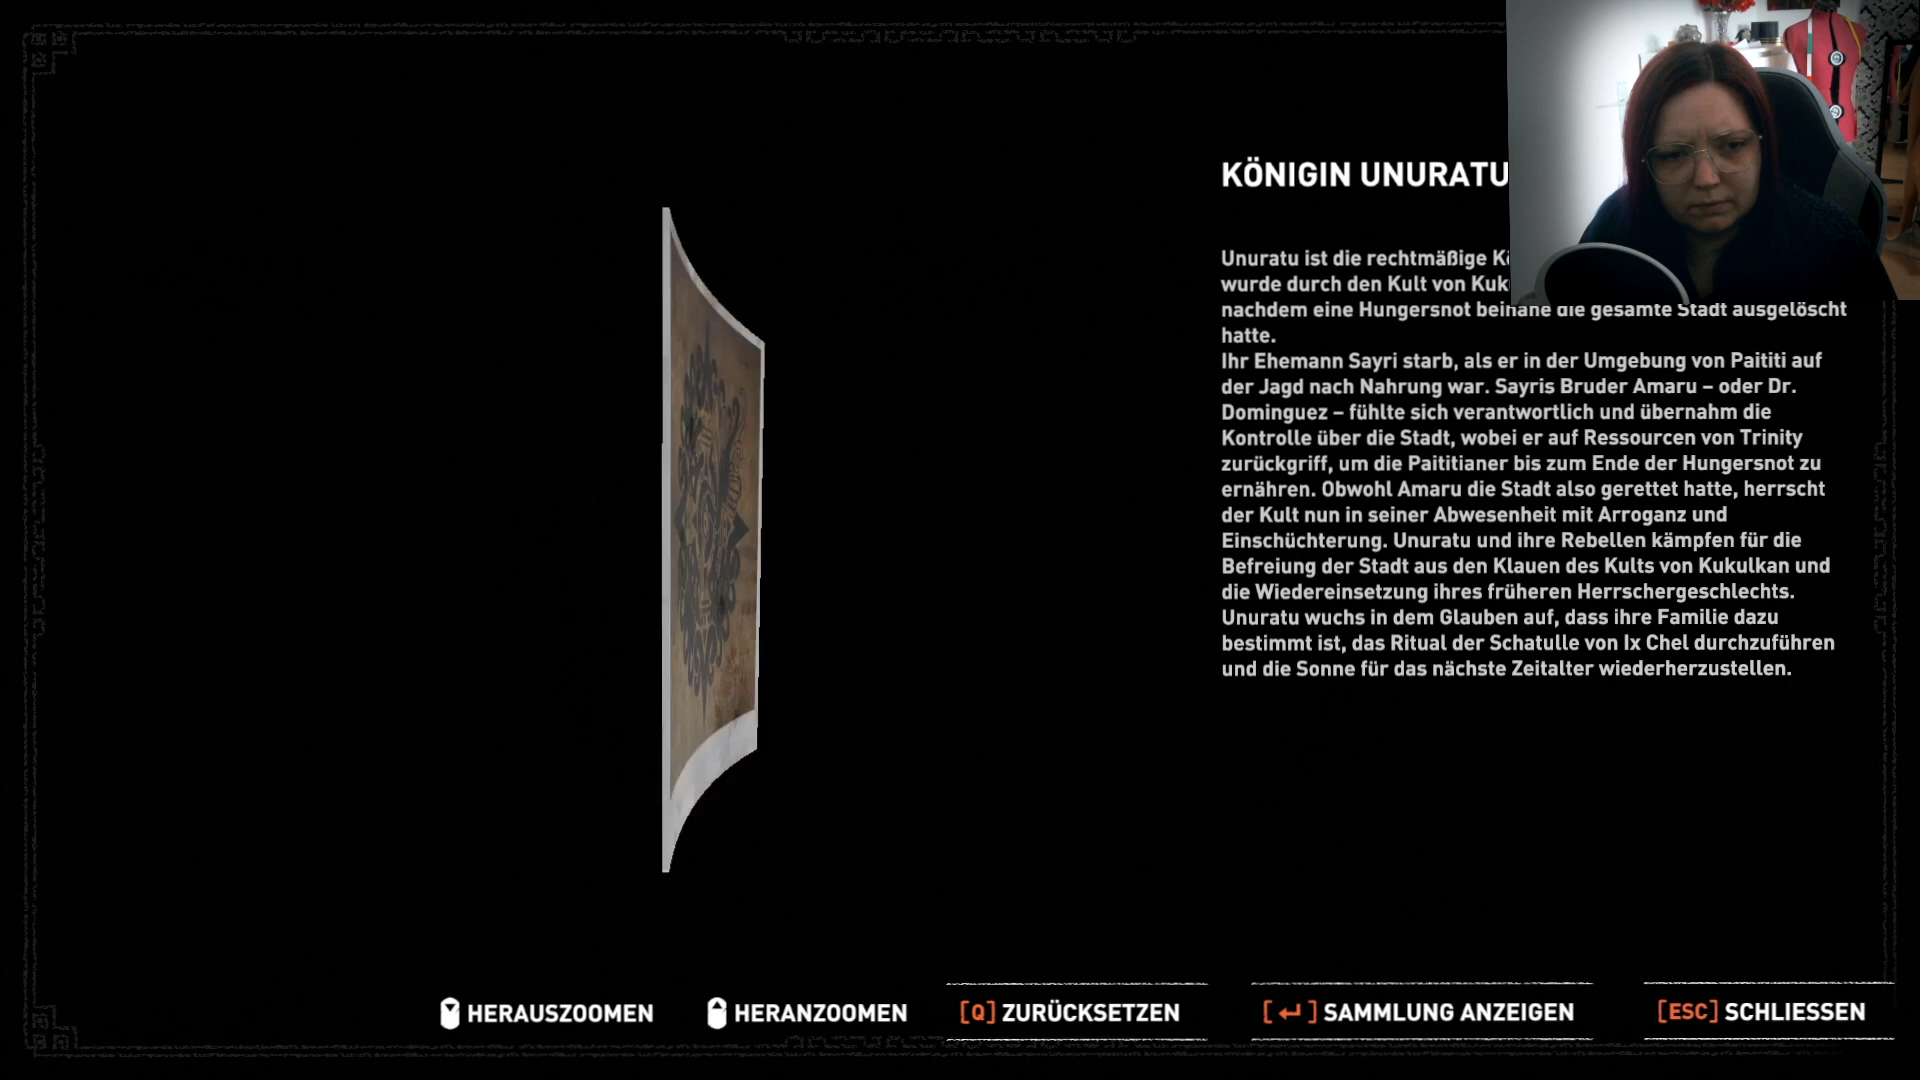 KÖNIGIN UNURATU
Unuratu ist die rechtmäßige
wurde durch den Kult von
nachdem eine Hungersnot beinahe die gesamte Stadt ausgelöscht
hatte.
Ihr Ehemann Sayri starb, als er in der Umgebung von Paititi auf
der Jagd nach Nahrung war. Sayris Bruder Amaru – oder Dr.
Dominguez – fühlte sich verantwortlich und übernahm die
Kontrolle über die Stadt, wobei er auf Ressourcen von Trinity
zurückgriff, um die Paititianer bis zum Ende der Hungersnot zu
ernähren. Obwohl Amaru die Stadt also gerettet hatte, herrscht
der Kult nun in seiner Abwesenheit mit Arroganz und
Einschüchterung. Unuratu und ihre Rebellen kämpfen für die
Befreiung der Stadt aus den Klauen des Kults von Kukulkan und
die Wiedereinsetzung ihres früheren Herrschergeschlechts.
Unuratu wuchs in dem Glauben auf, dass ihre Familie dazu
bestimmt ist, das Ritual der Schatulle von Ix Chel durchzuführen
und die Sonne für das nächste Zeitalter wiederherzustellen.
HERAUSZOOMEN HERANZOOMEN [Q] ZURÜCKSETZEN [↵] SAMMLUNG ANZEIGEN [ESC] SCHLIESSEN